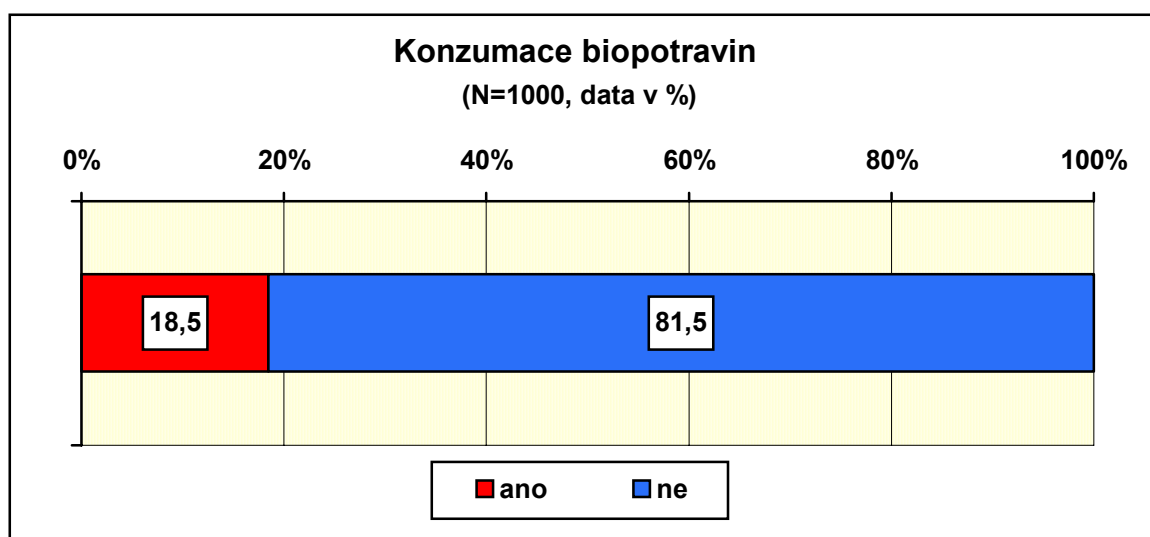 Konzumace biopotravin
(N=1000, data v %)
0% 20% 40% 60% 80% 100%
18,5 81,5
ano ne